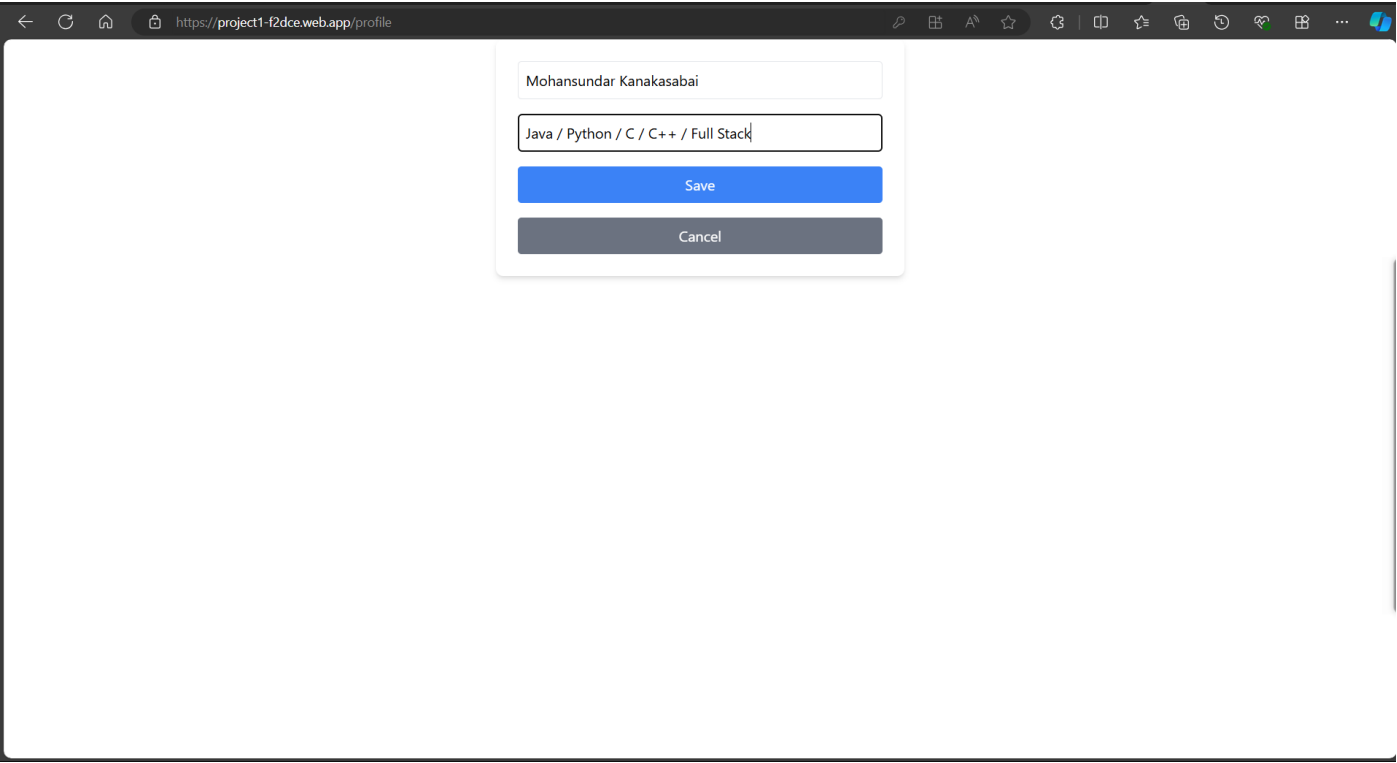 https://project1-f2dce.web.app/profile
Mohansundar Kanakasabai
Java / Python / C / C++ / Full Stack
Save
Cancel